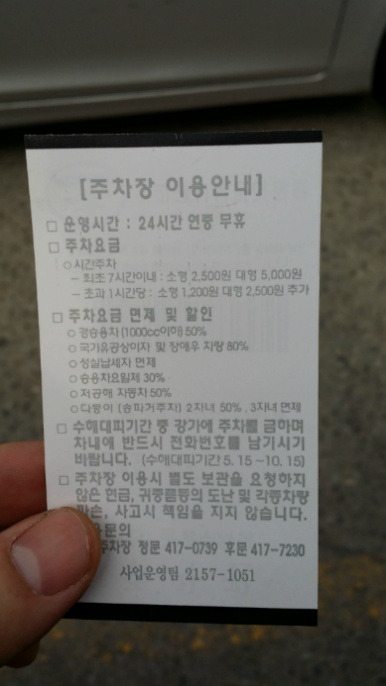 [주차장 이용안내]
□ 운영시간 : 24시간 연중 무휴
□ 주차요금
○시간주차
– 최초 7시간이내 : 소형 2,500원 대형 5,000원
– 초과 1시간당 : 소형 1,200원 대형 2,500원 추가
□ 주차요금 면제 및 할인
○경승용차(1000cc이하) 50%
○국가유공상이자 및 장애우 차량 80%
○성실납세자 면제
○승용차요일제 30%
○저공해 자동차 50%
○다둥이 (송파거주자) 2자녀 50% , 3자녀 면제
□ 수해대피기간 중 강가에 주차를 금하며
차내에 반드시 전화번호를 남기시기
바랍니다. (수해대피기간 5. 15 ~10. 15)
□ 주차장 이용시 별도 보관을 요청하지
않은 현금, 귀중품등의 도난 및 각종차량
파손, 사고시 책임을 지지 않습니다.
문의
주차장 정문 417-0739 후문 417-7230
사업운영팀 2157-1051